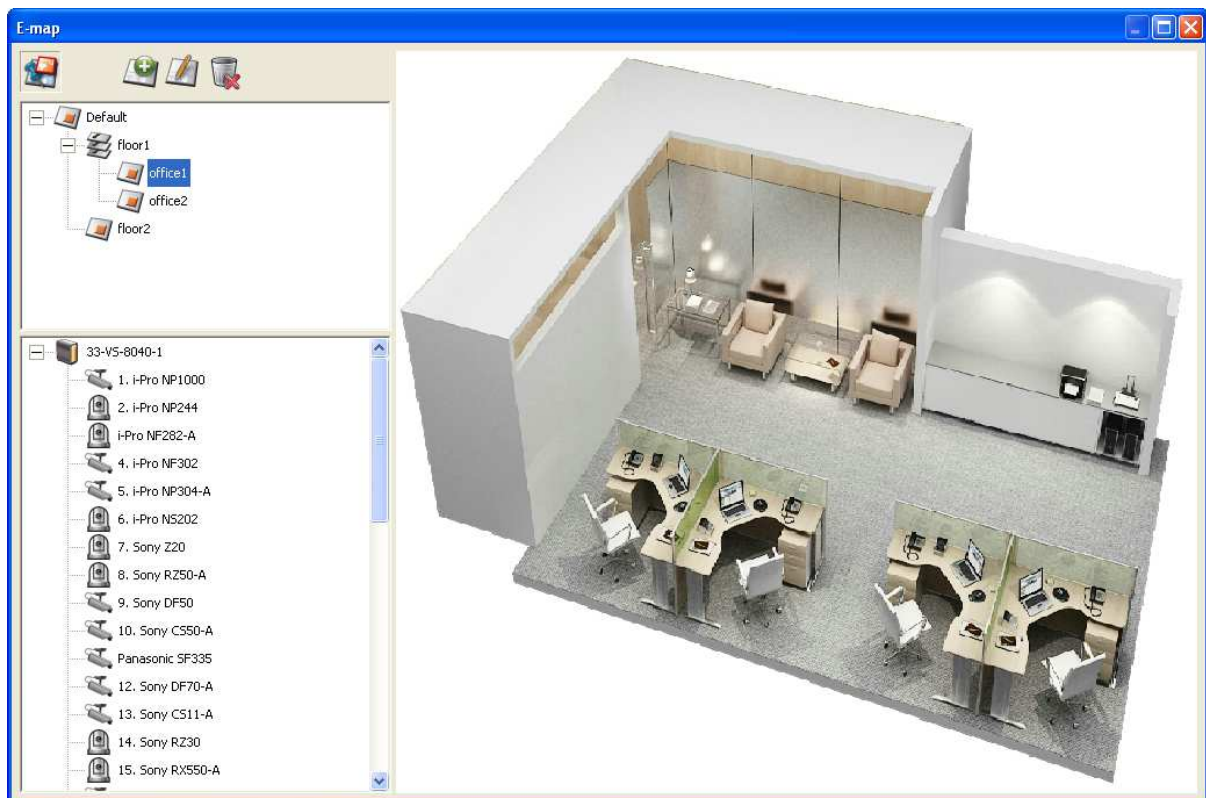 E-map
Default
floor1
office1
office2
floor2
33-VS-8040-1
1. i-Pro NP1000
2. i-Pro NP244
i-Pro NF282-A
4. i-Pro NF302
5. i-Pro NP304-A
6. i-Pro NS202
7. Sony Z20
8. Sony RZ50-A
9. Sony DF50
10. Sony CS50-A
Panasonic SF335
12. Sony DF70-A
13. Sony CS11-A
14. Sony RZ30
15. Sony RX550-A